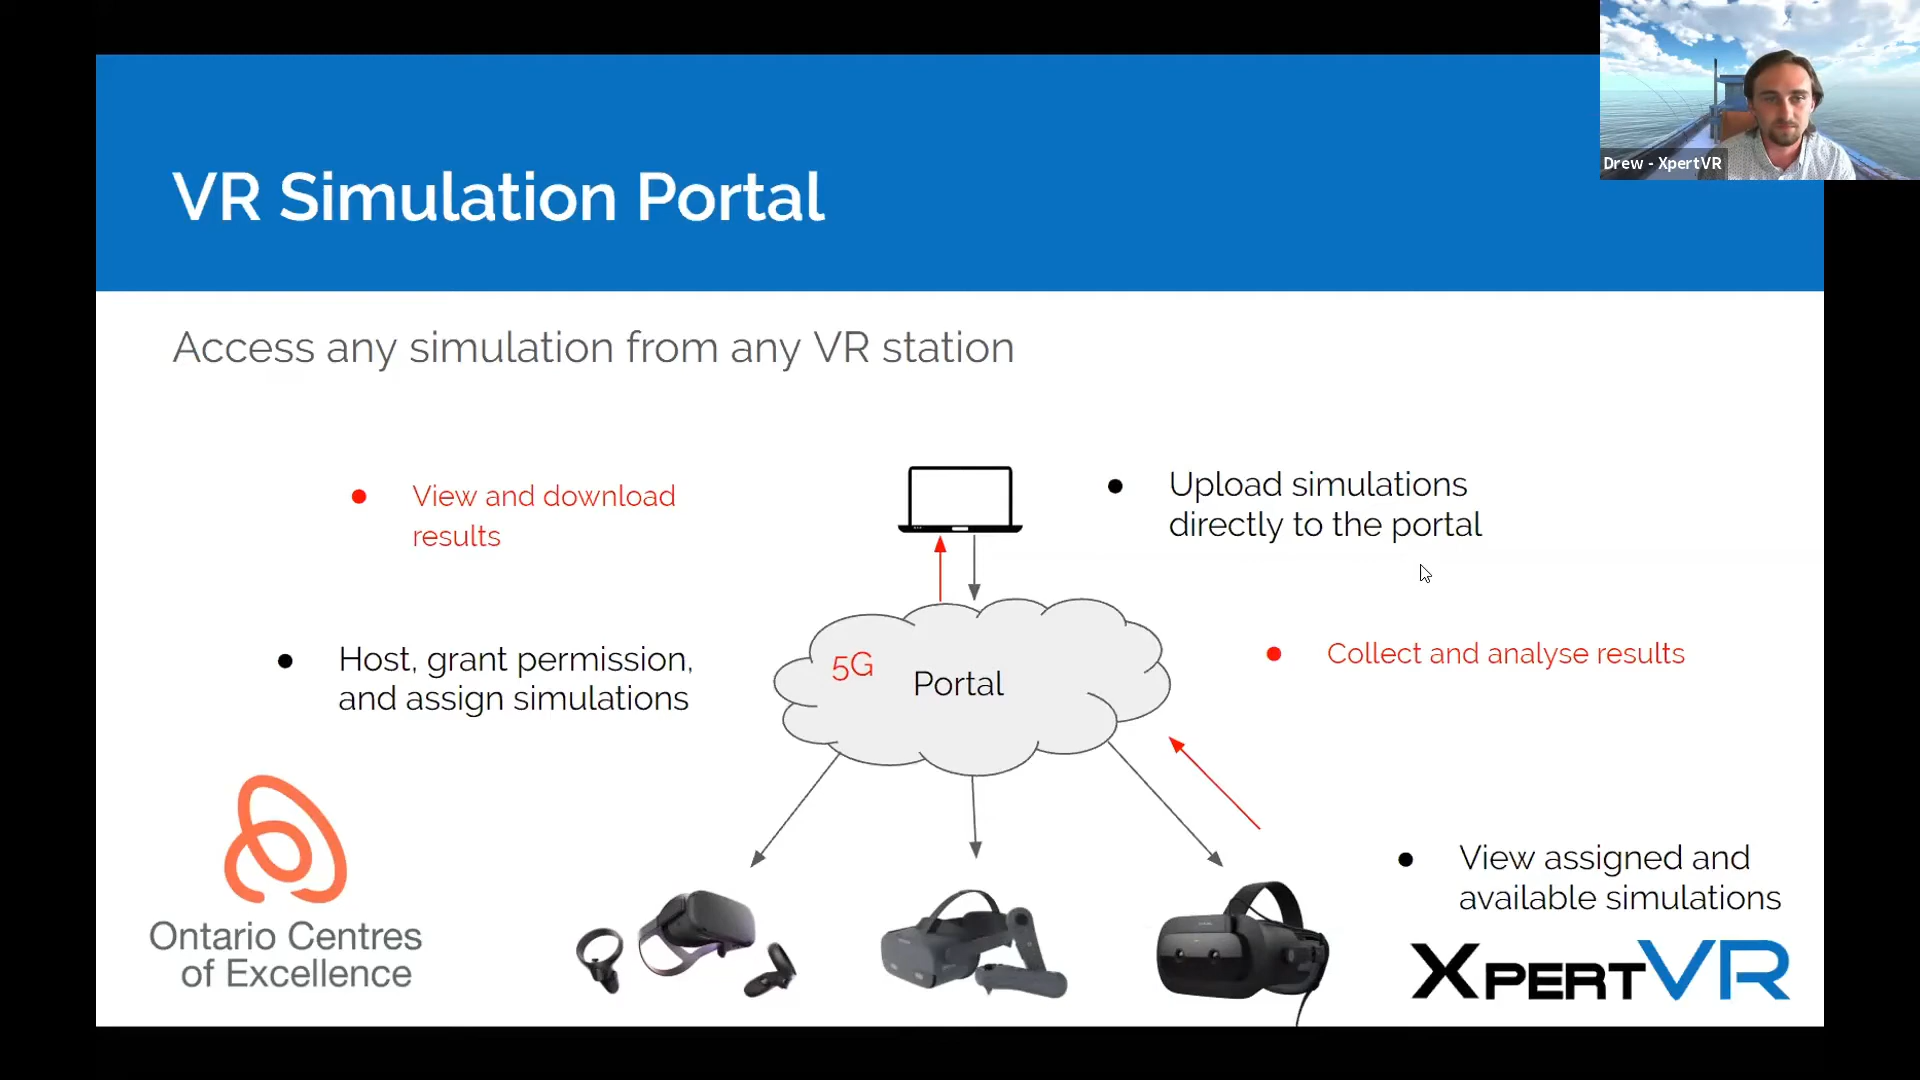 Drew - XpertVR
VR Simulation Portal
Access any simulation from any VR station
View and download
results
Upload simulations
directly to the portal
Host, grant permission,
and assign simulations
5G
Portal
Collect and analyse results
View assigned and
available simulations
Ontario Centres
of Excellence
XPERTVR